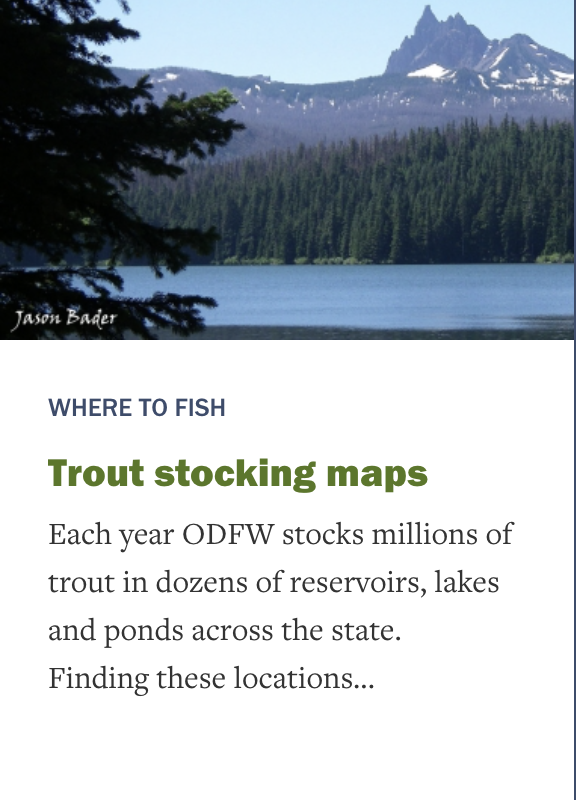 Jason Bader
WHERE TO FISH
Trout stocking maps
Each year ODFW stocks millions of
trout in dozens of reservoirs, lakes
and ponds across the state.
Finding these locations...